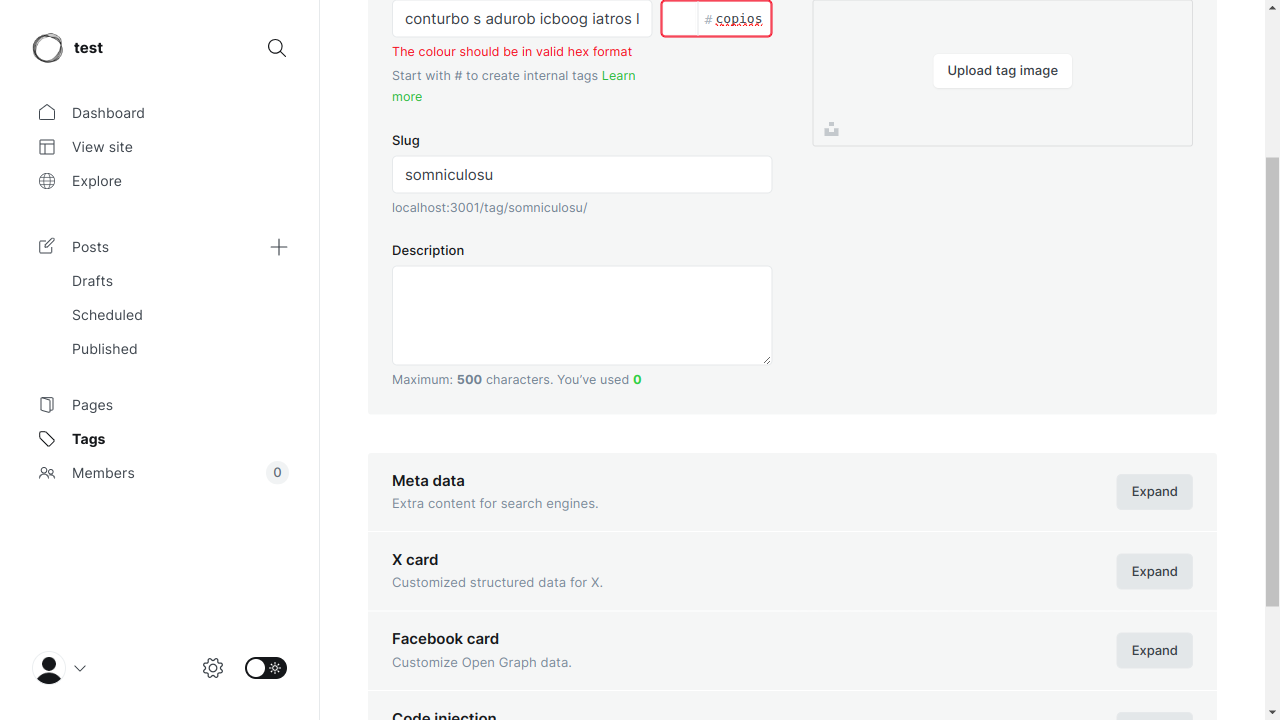 test
Dashboard
View site
Explore
Posts
Drafts
Scheduled
Published
Pages
Tags
Members
0
conturbo s adurob icboog iatros l
#copios
The colour should be in valid hex format
Start with # to create internal tags Learn
more
Slug
somniculosu
localhost:3001/tag/somniculosu/
Description
Maximum: 500 characters. You’ve used 0
Upload tag image
Meta data
Extra content for search engines.
Expand
X card
Customized structured data for X.
Expand
Facebook card
Customize Open Graph data.
Expand
Code injection